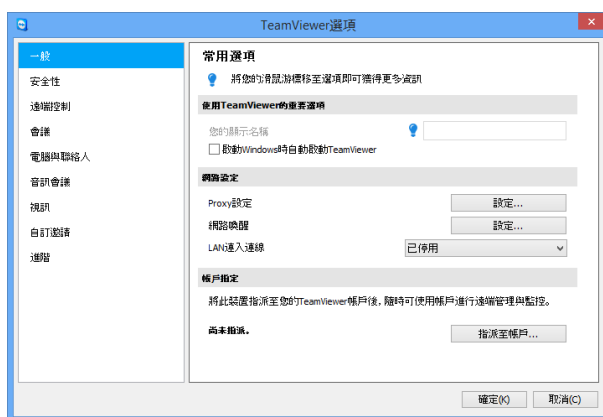 TeamViewer選項
一般
安全性
遠端控制
會議
電腦與聯絡人
音訊會議
視訊
自訂邀請
進階
常用選項
將您的滑鼠游標移至選項即可獲得更多資訊
使用TeamViewer的重要選項
您的顯示名稱
啟動Windows時自動啟動TeamViewer
網路設定
Proxy設定 設定...
網路喚醒 設定...
LAN連入連線 已停用
帳戶指定
將此裝置指派至您的TeamViewer帳戶後，隨時可使用帳戶進行遠端管理與監控。
尚未指派。 指派至帳戶...
確定(K) 取消(C)